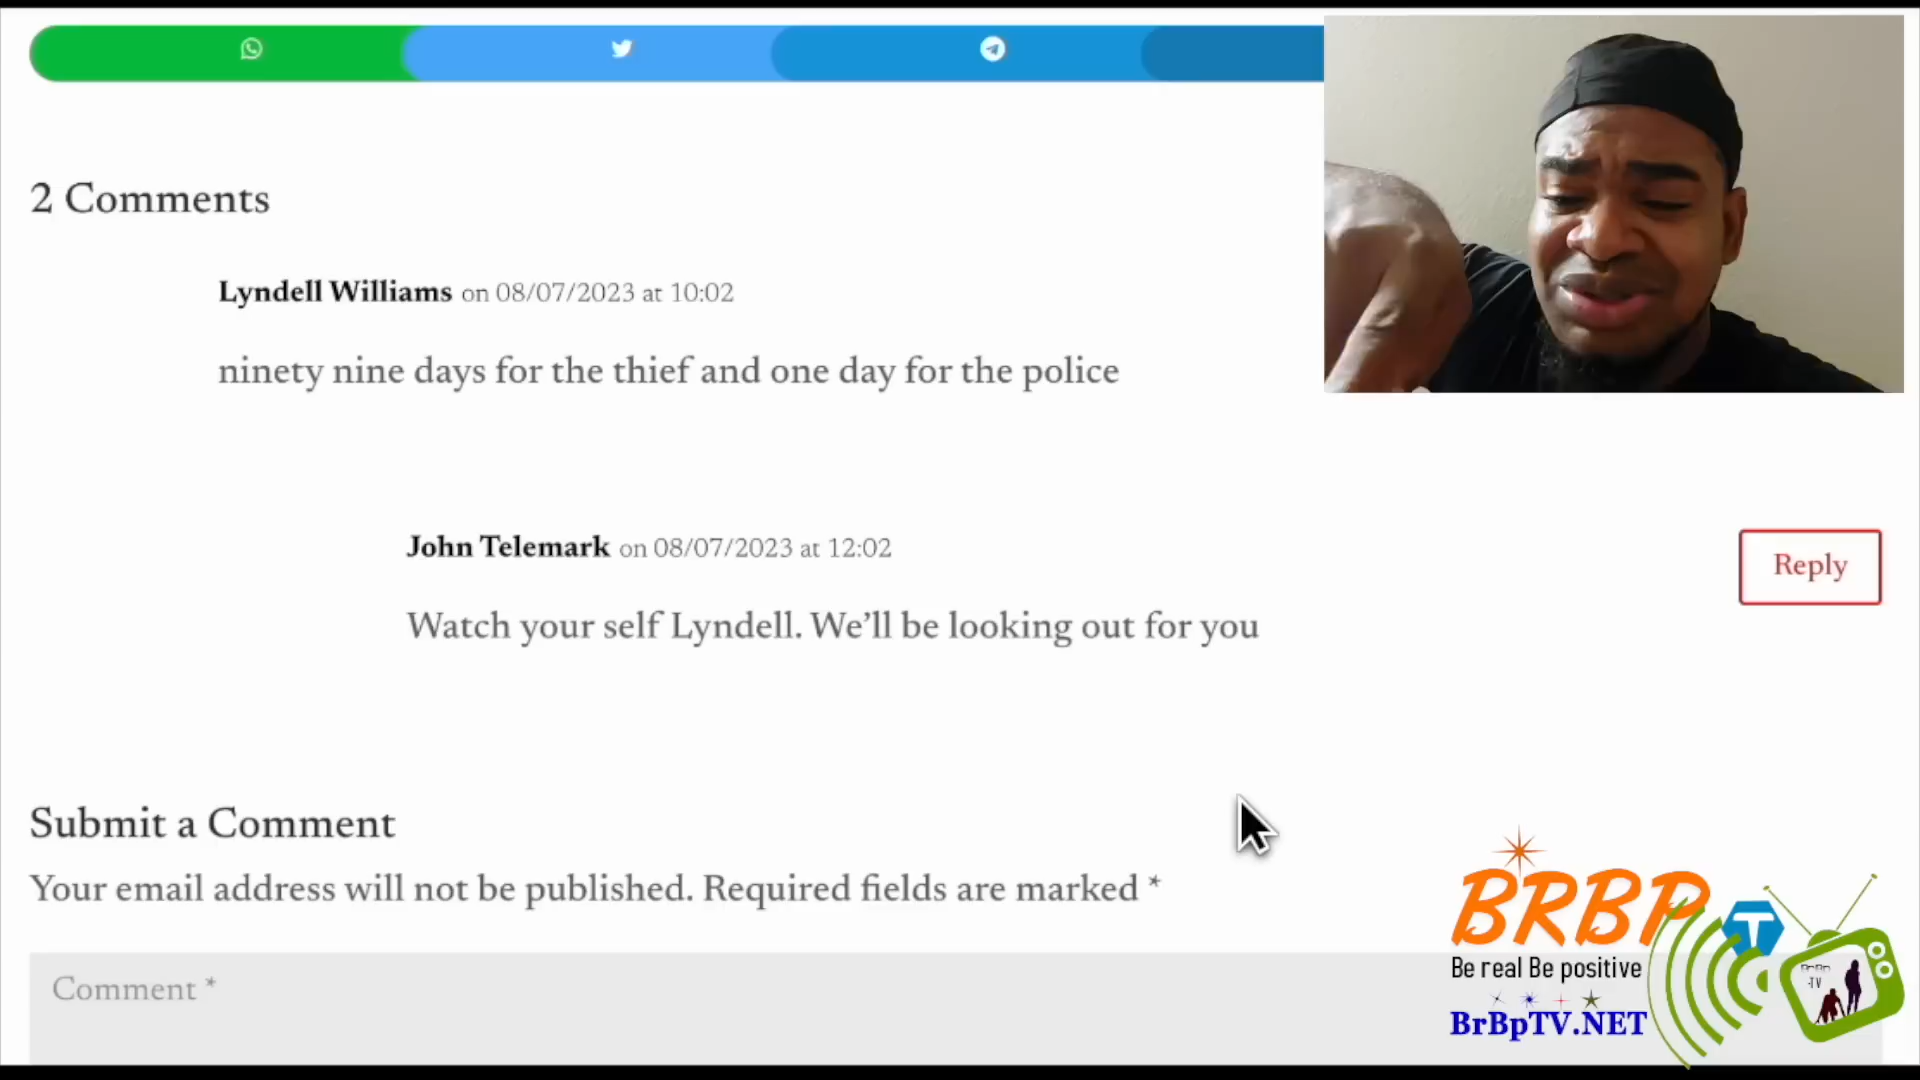 2 Comments
Lyndell Williams on 08/07/2023 at 10:02
ninety nine days for the thief and one day for the police
John Telemark on 08/07/2023 at 12:02
Reply
Watch your self Lyndell. We'll be looking out for you
Submit a Comment
Your email address will not be published. Required fields are marked *
Comment *
BRBP
T
Be real Be positive
BrBpTV.NET
BrBp
-TV